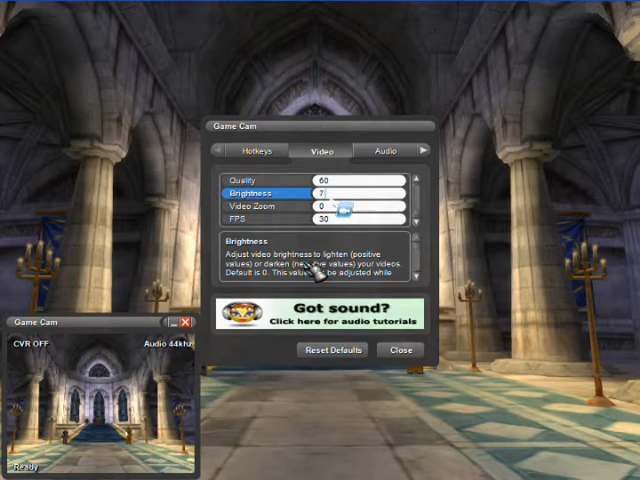 Game Cam
Hotkeys
Video
Audio
Quality 60
Brightness 7
Video Zoom 0
FPS 30
Brightness
Adjust video brightness to lighten (positive
values) or darken values) your videos.
Default is 0. This be adjusted while
Got sound?
Click here for audio tutorials
Reset Defaults
Close
Game Cam
CVR OFF
Audio 44khz
Ready